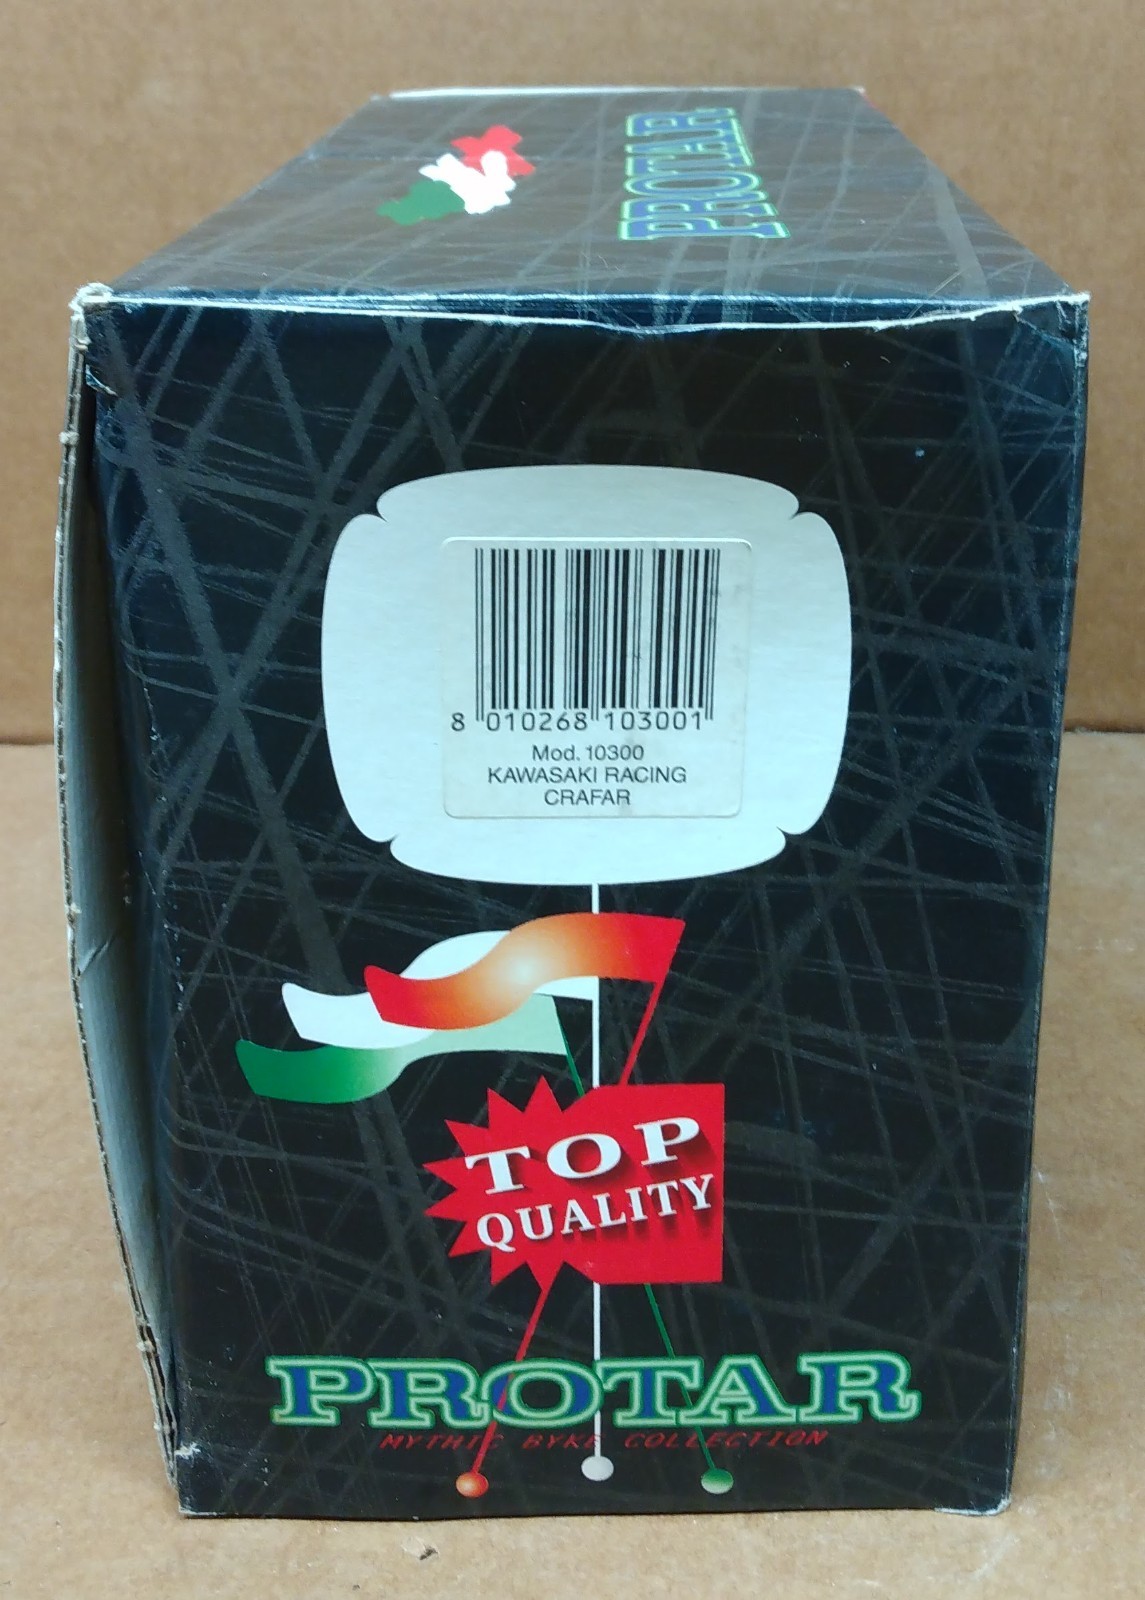 PROTAR
8 010268 103001
Mod. 10300
KAWASAKI RACING
CRAFAR
TOP
QUALITY
PROTAR
MYTHIC BYKE COLLECTION